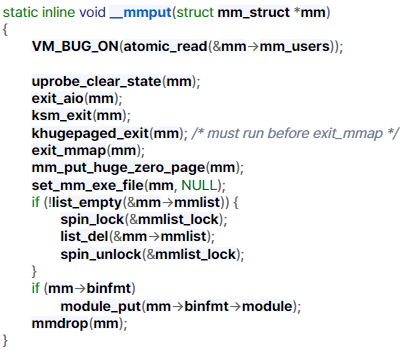 static inline void __mmput(struct mm_struct *mm)
{
VM_BUG_ON(atomic_read(&mm→mm_users));
uprobe_clear_state(mm);
exit_aio(mm);
ksm_exit(mm);
khugepaged_exit(mm); /* must run before exit_mmap */
exit_mmap(mm);
mm_put_huge_zero_page(mm);
set_mm_exe_file(mm, NULL);
if (!list_empty(&mm→mmlist)) {
spin_lock(&mmlist_lock);
list_del(&mm→mmlist);
spin_unlock(&mmlist_lock);
}
if (mm→binfmt)
module_put(mm→binfmt→module);
mmdrop(mm);
}